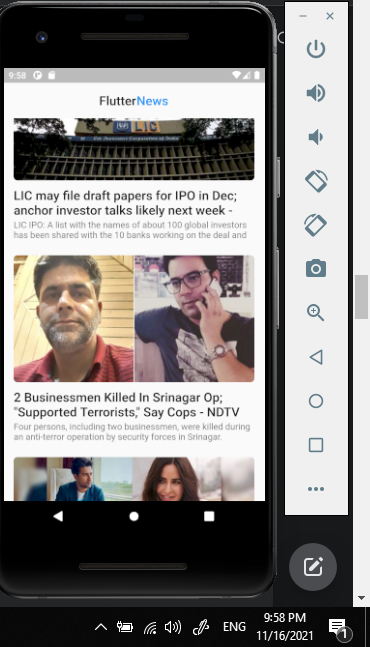 9:58
FlutterNews
LIC
LIC may file draft papers for IPO in Dec;
anchor investor talks likely next week -
LIC IPO: A list with the names of about 100 global investors
has been shared with the 10 banks working on the deal and
2 Businessmen Killed In Srinagar Op;
"Supported Terrorists," Say Cops - NDTV
Four persons, including two businessmen, were killed during
an anti-terror operation by security forces in Srinagar.
ENG
9:58 PM
11/16/2021
1